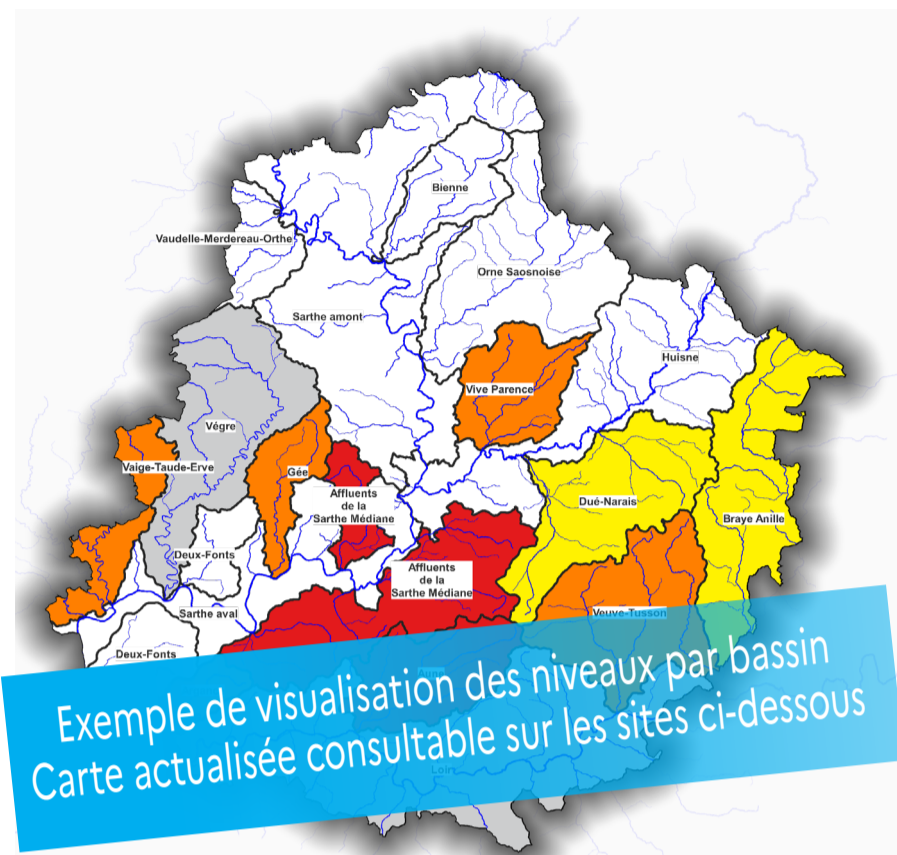 Bienne
Vaudelle-Merdereau-Orthe
Orne Saosnoise
Sarthe amont
Huisne
Vive Parence
Végre
Vaige-Taude-Erve
Gée
Affluents
de la
Sarthe Médiane
Dué-Narais
Braye Anille
Deux-Fonts
Affluents
de la
Sarthe Médiane
Sarthe aval
Veuve-Tusson
Deux-Fonts
Exemple de visualisation des niveaux par bassin
Carte actualisée consultable sur les sites ci-dessous
Loir